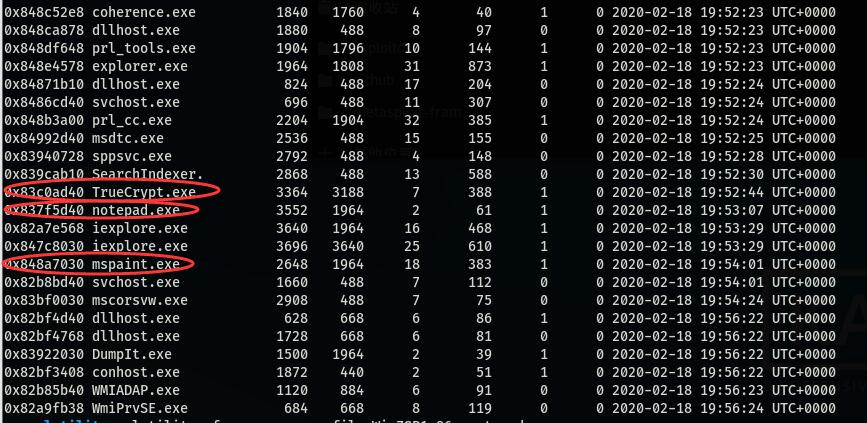 0x848c52e8 coherence.exe 1840 1760 4 40 1 0 2020-02-18 19:52:23 UTC+0000
0x848ca878 dllhost.exe 1880 488 8 97 0 0 2020-02-18 19:52:23 UTC+0000
0x848df648 prl_tools.exe 1904 1796 10 144 1 0 2020-02-18 19:52:23 UTC+0000
0x848e4578 explorer.exe 1964 1808 31 873 1 0 2020-02-18 19:52:23 UTC+0000
0x84871b10 dllhost.exe 824 488 17 204 0 0 2020-02-18 19:52:24 UTC+0000
0x8486cd40 svchost.exe 696 488 11 307 0 0 2020-02-18 19:52:24 UTC+0000
0x848b3a00 prl_cc.exe 2204 1904 32 385 1 0 2020-02-18 19:52:24 UTC+0000
0x84992d40 msdtc.exe 2536 488 15 155 0 0 2020-02-18 19:52:25 UTC+0000
0x83940728 sppsvc.exe 2792 488 4 148 0 0 2020-02-18 19:52:28 UTC+0000
0x839cab10 SearchIndexer. 2868 488 13 588 0 0 2020-02-18 19:52:30 UTC+0000
0x83c0ad40 TrueCrypt.exe 3364 3188 7 388 1 0 2020-02-18 19:52:44 UTC+0000
0x837f5d40 notepad.exe 3552 1964 2 61 1 0 2020-02-18 19:53:07 UTC+0000
0x82a7e568 iexplore.exe 3640 1964 16 468 1 0 2020-02-18 19:53:29 UTC+0000
0x847c8030 iexplore.exe 3696 3640 25 610 1 0 2020-02-18 19:53:29 UTC+0000
0x848a7030 mspaint.exe 2648 1964 18 383 1 0 2020-02-18 19:54:01 UTC+0000
0x82b8bd40 svchost.exe 1660 488 7 112 0 0 2020-02-18 19:54:01 UTC+0000
0x83bf0030 mscorsvw.exe 2908 488 7 75 0 0 2020-02-18 19:54:24 UTC+0000
0x82bf4d40 dllhost.exe 628 668 6 86 1 0 2020-02-18 19:56:22 UTC+0000
0x82bf4768 dllhost.exe 1728 668 6 81 0 0 2020-02-18 19:56:22 UTC+0000
0x83922030 DumpIt.exe 1500 1964 2 39 1 0 2020-02-18 19:56:22 UTC+0000
0x82bf3408 conhost.exe 1872 440 2 51 1 0 2020-02-18 19:56:22 UTC+0000
0x82b85b40 WMIADAP.exe 1120 884 6 91 0 0 2020-02-18 19:56:23 UTC+0000
0x82a9fb38 WmiPrvSE.exe 684 668 8 119 0 0 2020-02-18 19:56:24 UTC+0000